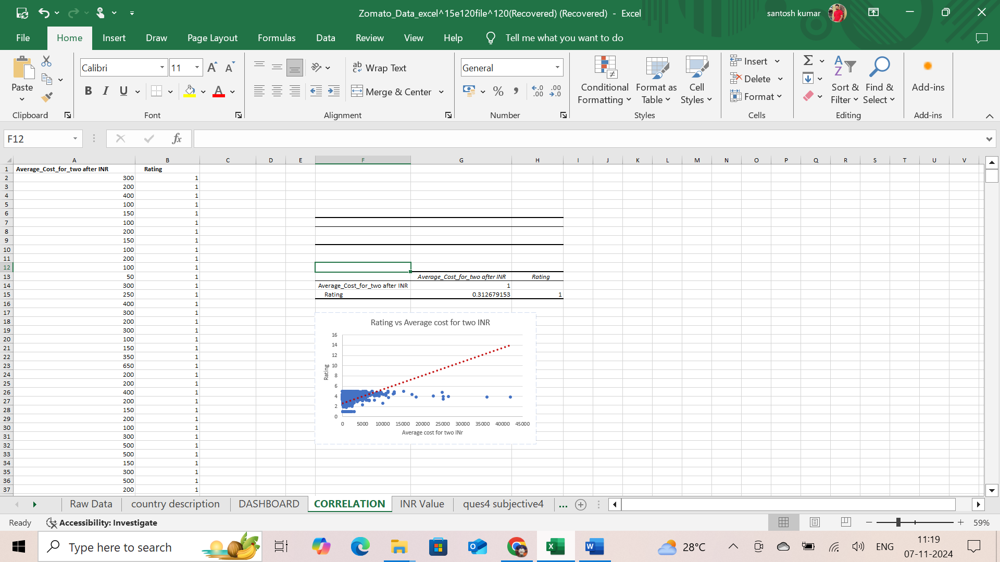 Zomato_Data_excel^15e120file^120(Recovered) (Recovered) - Excel
santosh kumar
File Home Insert Draw Page Layout Formulas Data Review View Help Tell me what you want to do
Calibri 11 A A ab Wrap Text General
Paste B I U A Merge & Center % , .00 .0
Conditional Formatting Format as Table Cell Styles Insert Delete Format Sort & Filter Find & Select Add-ins
Clipboard Font Alignment Number Styles Cells Editing Add-ins
F12 fx
A B C D E F G H I J K L M N O P Q R S T U V
1 Average_Cost_for_two after INR Rating
2 300 1
3 200 1
4 400 1
5 100 1
6 150 1
7 100 1
8 200 1
9 150 1
10 100 1
11 200 1
12 100 1
13 50 1 Average_Cost_for_two after INR Rating
14 300 1 Average_Cost_for_two after INR 1
15 250 1 Rating 0.312679153 1
16 400 1
17 300 1
18 200 1
19 300 1
20 100 1
21 150 1
22 350 1
23 650 1
24 200 1
25 200 1
26 400 1
27 200 1
28 150 1
29 200 1
30 100 1
31 300 1
32 500 1
33 500 1
34 150 1
35 300 1
36 500 1
37 200 1
Rating vs Average cost for two INR
16
14
12
10
8
6
4
2
0
Rating
0 5000 10000 15000 20000 25000 30000 35000 40000 45000
Average cost for two INr
Raw Data country description DASHBOARD CORRELATION INR Value ques4 subjective4 ...
Ready Accessibility: Investigate 59%
Type here to search 28°C ENG 11:19
07-11-2024